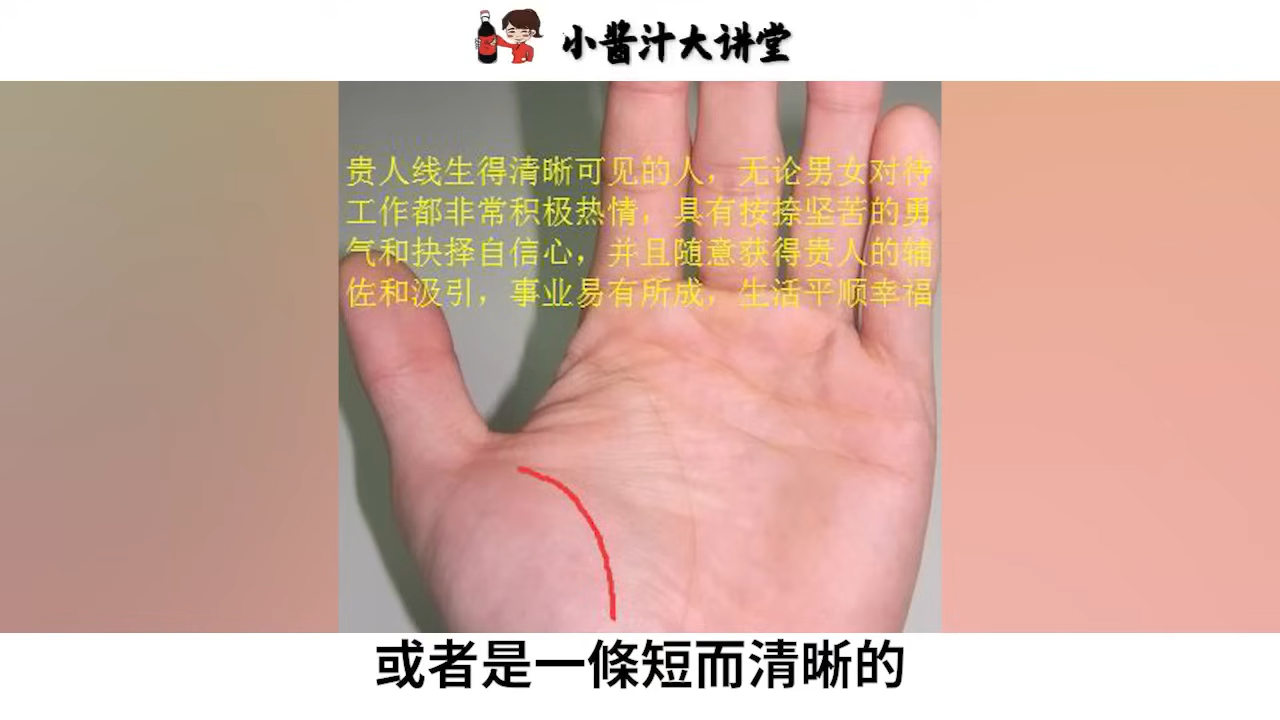 小酱汁大讲堂
贵人线生得清晰可见的人，无论男女对待
工作都非常积极热情，具有按捺坚苦的勇
气和抉择自信心，并且随意获得贵人的辅
佐和汲引，事业易有所成，生活平顺幸福
或者是一條短而清晰的